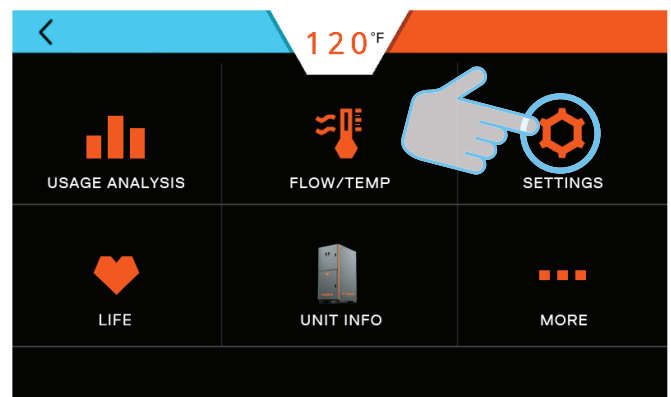 120°F
USAGE ANALYSIS
FLOW/TEMP
SETTINGS
LIFE
UNIT INFO
MORE